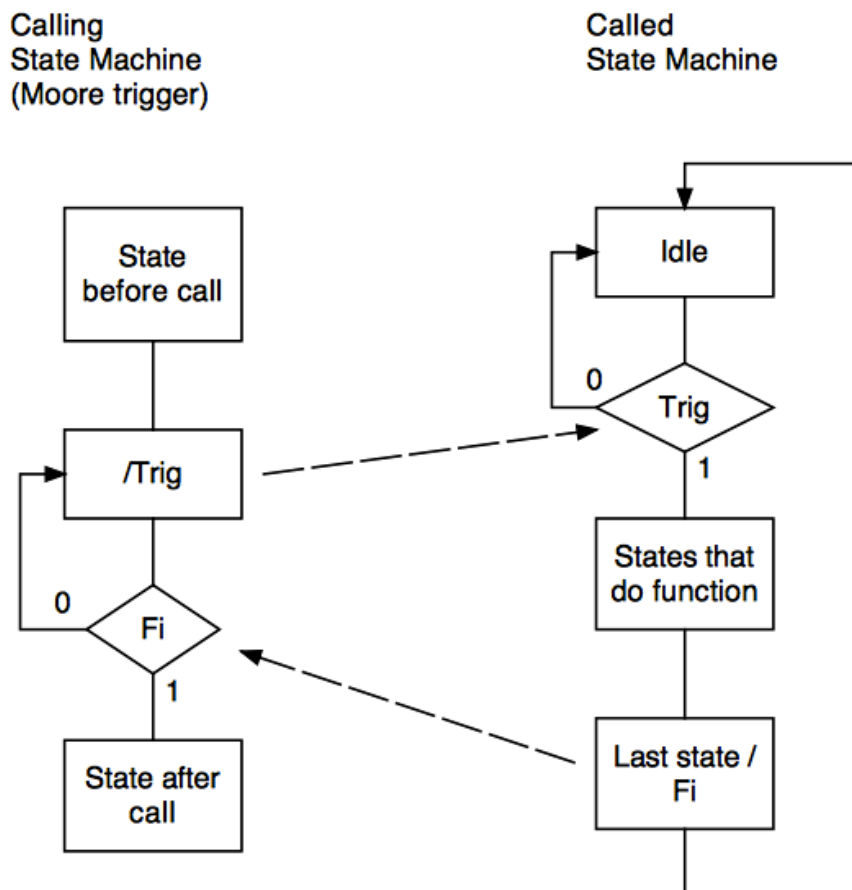 Calling
State Machine
(Moore trigger)
Called
State Machine
State
before call
/Trig
0
Fi
1
State after
call
Idle
0
Trig
1
States that
do function
Last state /
Fi